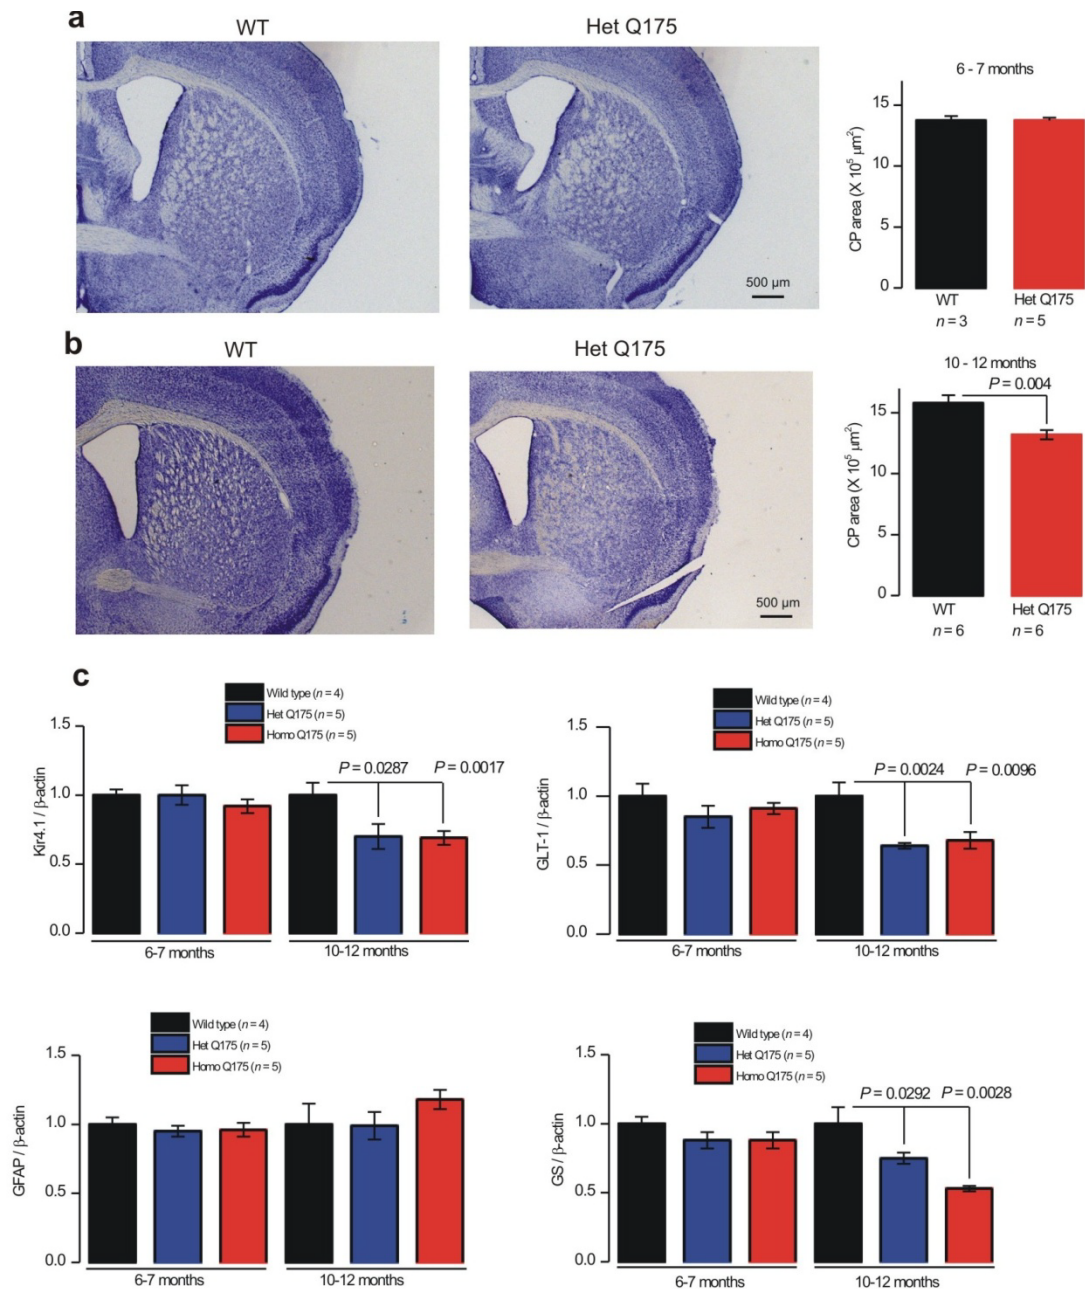 a
WT
Het Q175
500 µm
6 - 7 months
CP area (X 10⁵ µm²)
15
10
5
0
WT
Het Q175
n = 3
n = 5
b
WT
Het Q175
500 µm
10 - 12 months
P = 0.004
CP area (X 10⁵ µm²)
15
10
5
0
WT
Het Q175
n = 6
n = 6
c
Wild type (n = 4)
Het Q175 (n = 5)
Homo Q175 (n = 5)
Kir4.1 / β-actin
1.5
1.0
0.5
0.0
P = 0.0287
P = 0.0017
6-7 months
10-12 months
Wild type (n = 4)
Het Q175 (n = 5)
Homo Q175 (n = 5)
GLT-1 / β-actin
1.5
1.0
0.5
0.0
P = 0.0024
P = 0.0096
6-7 months
10-12 months
Wild type (n = 4)
Het Q175 (n = 5)
Homo Q175 (n = 5)
GFAP / β-actin
1.5
1.0
0.5
0.0
6-7 months
10-12 months
Wild type (n = 4)
Het Q175 (n = 5)
Homo Q175 (n = 5)
GS / β-actin
1.5
1.0
0.5
0.0
P = 0.0292
P = 0.0028
6-7 months
10-12 months